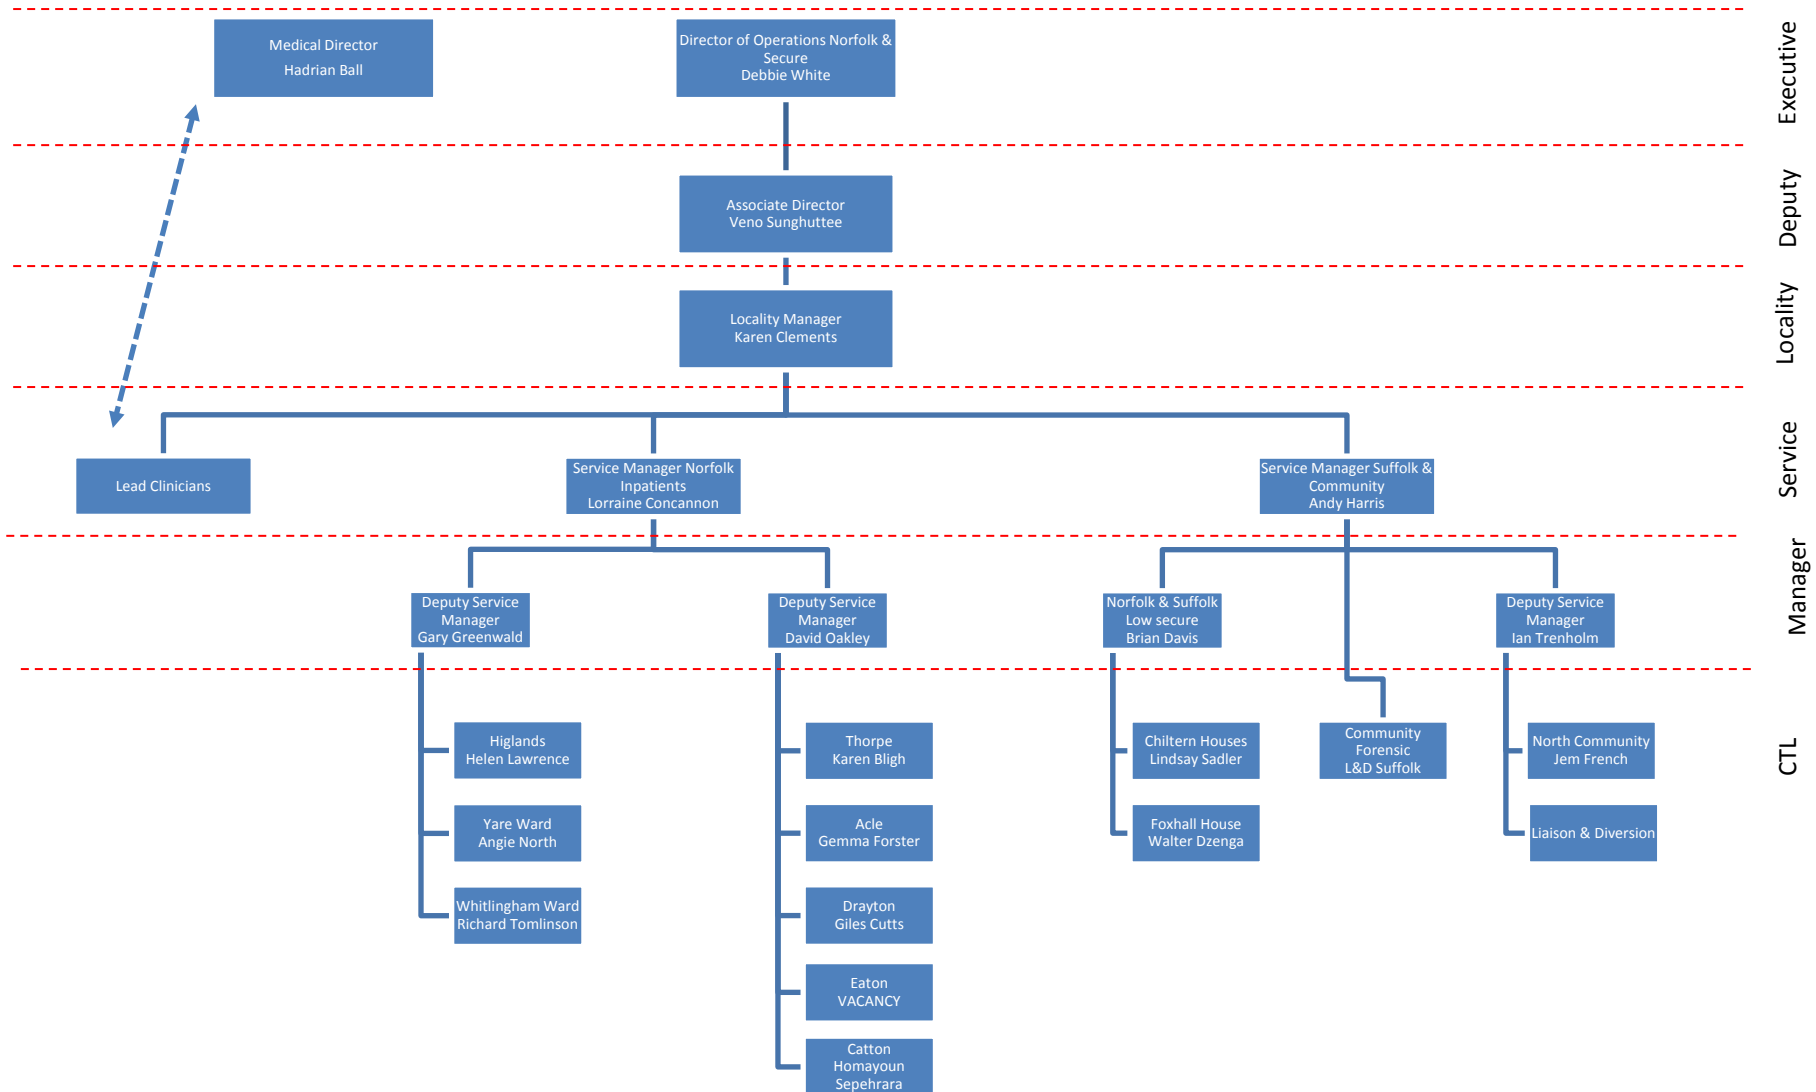 Medical Director
Hadrian Ball
Director of Operations Norfolk &
Secure
Debbie White
Executive
Associate Director
Veno Sunghuttee
Deputy
Locality Manager
Karen Clements
Locality
Lead Clinicians
Service Manager Norfolk
Inpatients
Lorraine Concannon
Service Manager Suffolk &
Community
Andy Harris
Service
Deputy Service
Manager
Gary Greenwald
Deputy Service
Manager
David Oakley
Norfolk & Suffolk
Low secure
Brian Davis
Deputy Service
Manager
Ian Trenholm
Manager
Higlands
Helen Lawrence
Thorpe
Karen Bligh
Chiltern Houses
Lindsay Sadler
Community
Forensic
L&D Suffolk
North Community
Jem French
CTL
Yare Ward
Angie North
Acle
Gemma Forster
Foxhall House
Walter Dzenga
Liaison & Diversion
Whitlingham Ward
Richard Tomlinson
Drayton
Giles Cutts
Eaton
VACANCY
Catton
Homayoun
Sepehrara